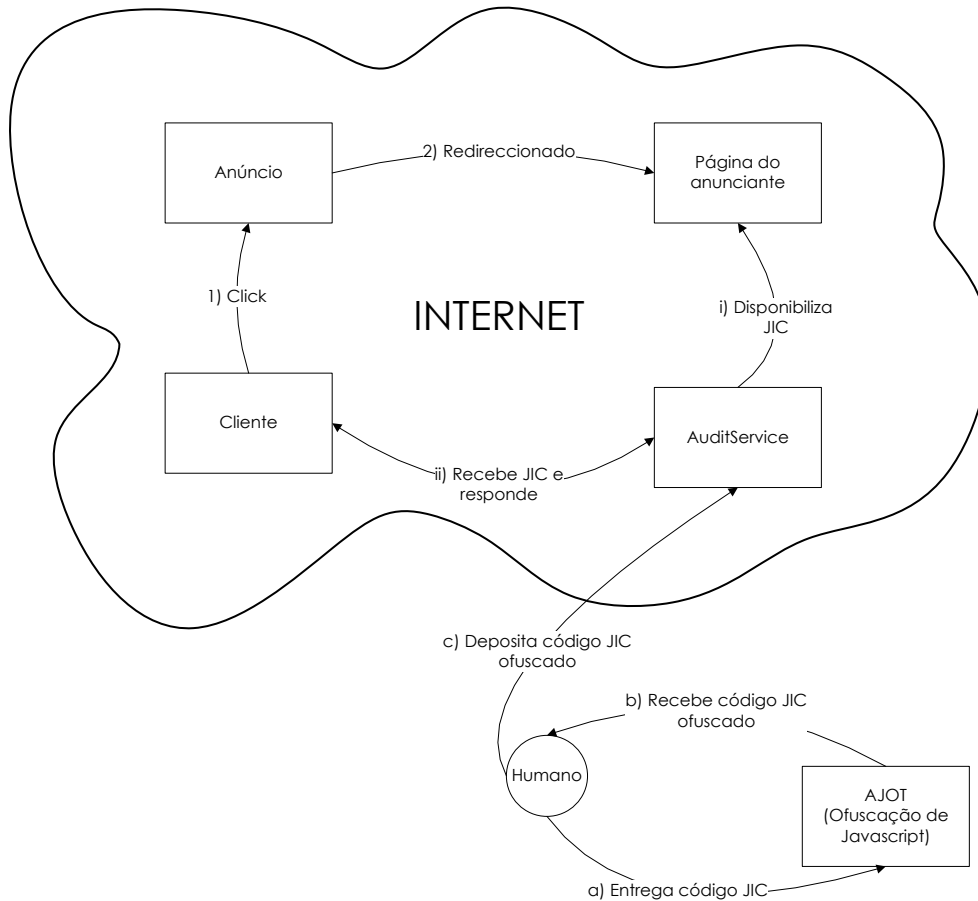 2) Redireccionado
Anúncio
Página do
anunciante
1) Click
INTERNET
i) Disponibiliza
JIC
Cliente
AuditService
ii) Recebe JIC e
responde
c) Deposita código JIC
ofuscado
b) Recebe código JIC
ofuscado
Humano
AJOT
(Ofuscação de
Javascript)
a) Entrega código JIC